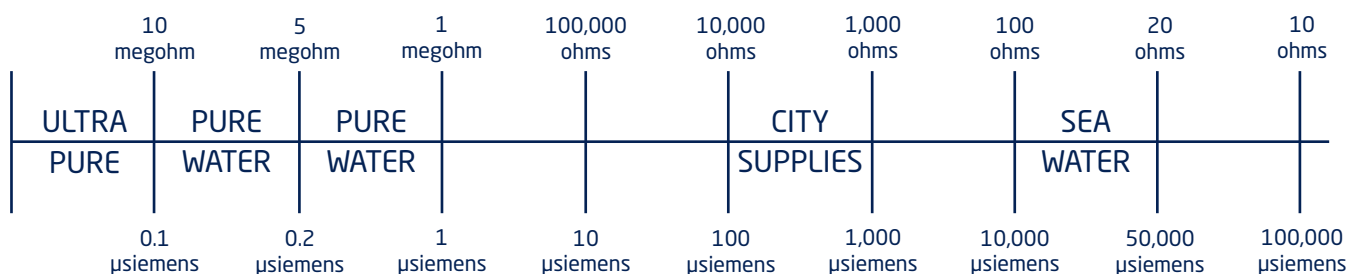 10 5 1 100,000 10,000 1,000 100 20 10
megohm megohm megohm ohms ohms ohms ohms ohms ohms
ULTRA PURE PURE CITY SEA
PURE WATER WATER SUPPLIES WATER
0.1 0.2 1 10 100 1,000 10,000 50,000 100,000
µsiemens µsiemens µsiemens µsiemens µsiemens µsiemens µsiemens µsiemens µsiemens